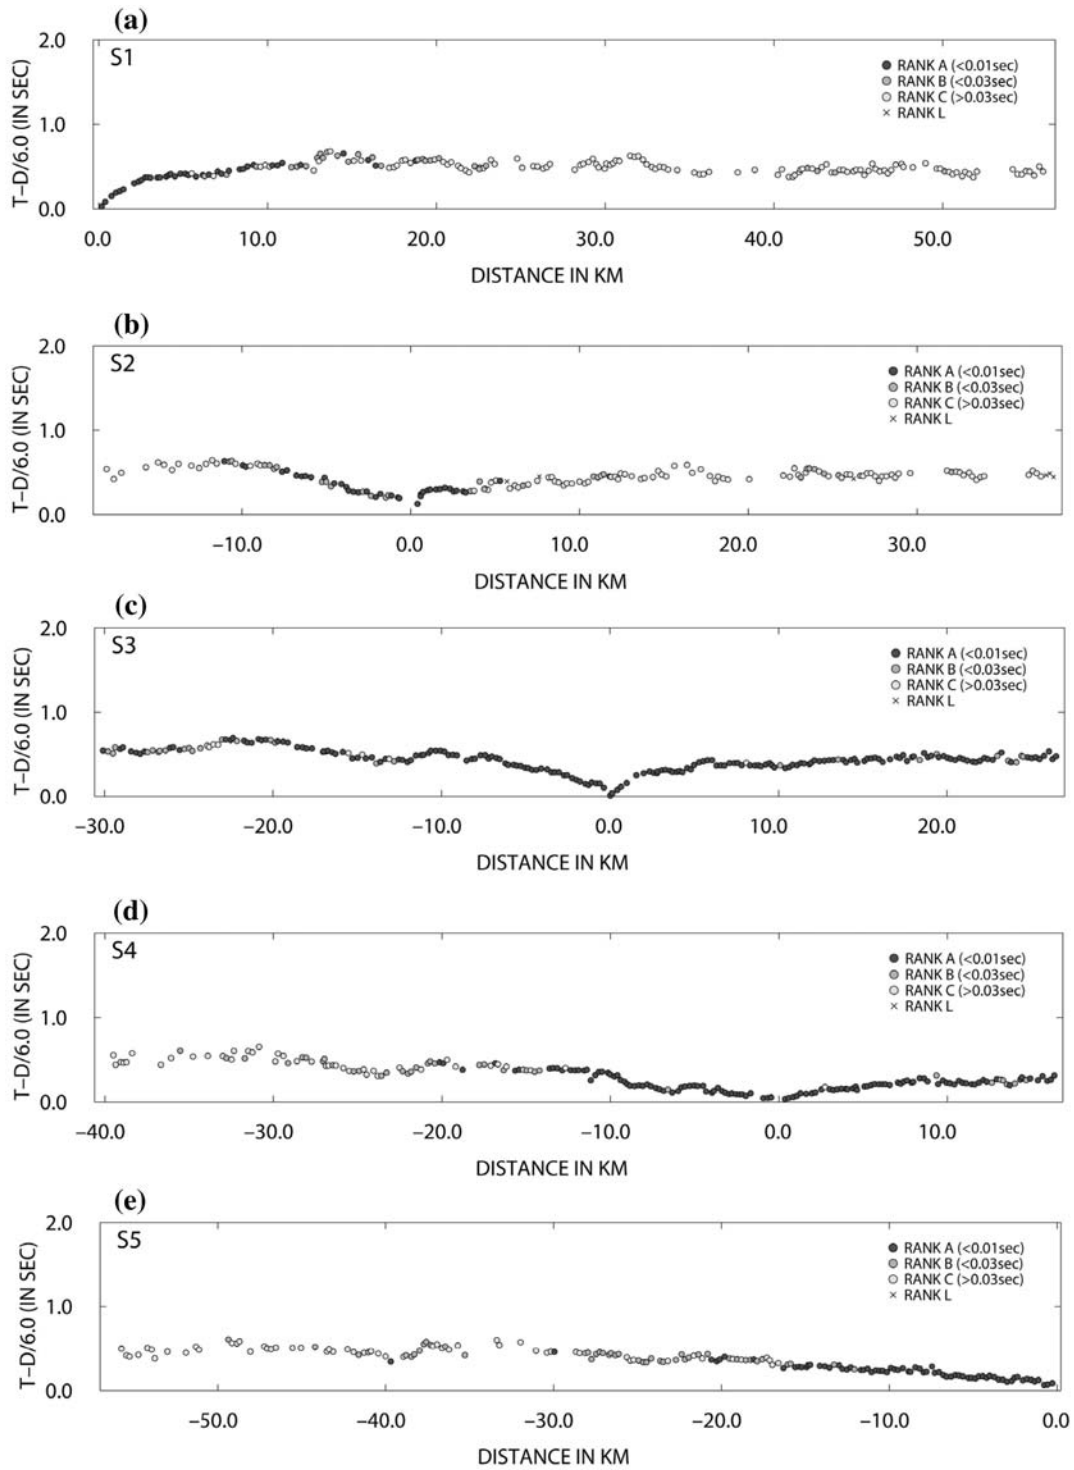 (a)
S1
T–D/6.0 (IN SEC)
2.0
1.0
0.0
RANK A (<0.01sec)
RANK B (<0.03sec)
RANK C (>0.03sec)
RANK L
0.0 10.0 20.0 30.0 40.0 50.0
DISTANCE IN KM
(b)
S2
T–D/6.0 (IN SEC)
2.0
1.0
0.0
RANK A (<0.01sec)
RANK B (<0.03sec)
RANK C (>0.03sec)
RANK L
–10.0 0.0 10.0 20.0 30.0
DISTANCE IN KM
(c)
S3
T–D/6.0 (IN SEC)
2.0
1.0
0.0
RANK A (<0.01sec)
RANK B (<0.03sec)
RANK C (>0.03sec)
RANK L
–30.0 –20.0 –10.0 0.0 10.0 20.0
DISTANCE IN KM
(d)
S4
T–D/6.0 (IN SEC)
2.0
1.0
0.0
RANK A (<0.01sec)
RANK B (<0.03sec)
RANK C (>0.03sec)
RANK L
–40.0 –30.0 –20.0 –10.0 0.0 10.0
DISTANCE IN KM
(e)
S5
T–D/6.0 (IN SEC)
2.0
1.0
0.0
RANK A (<0.01sec)
RANK B (<0.03sec)
RANK C (>0.03sec)
RANK L
–50.0 –40.0 –30.0 –20.0 –10.0 0.0
DISTANCE IN KM